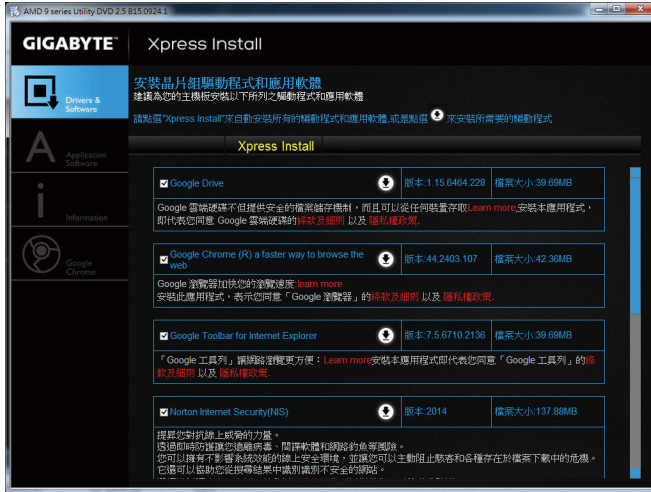 AMD 9 series Utility DVD 2.5 B15.0924.1
GIGABYTE™
Xpress Install
Drivers &
Software
Application
Software
Information
Google
Chrome
安裝晶片組驅動程式和應用軟體
建議為您的主機板安裝以下所列之驅動程式和應用軟體
請點選"Xpress Install"來自動安裝所有的驅動程式和應用軟體,或是點選 來安裝所需要的驅動程式
Xpress Install
Google Drive 版本:1.15.6464.228 檔案大小:39.69MB
Google 雲端硬碟不但提供安全的檔案儲存機制,而且可以從任何裝置存取Learn more,安裝本應用程式,
即代表您同意 Google 雲端硬碟的條款及細則 以及 隱私權政策.
Google Chrome (R) a faster way to browse the
web 版本:44.2403.107 檔案大小:42.36MB
Google 瀏覽器加快您的瀏覽速度:learn more
安裝此應用程式,表示您同意「Google 瀏覽器」的條款及細則 以及 隱私權政策.
Google Toolbar for Internet Explorer 版本:7.5.6710.2136 檔案大小:39.69MB
「Google 工具列」讓網路瀏覽更方便:Learn more安裝本應用程式即代表您同意「Google 工具列」的條
款及細則 以及 隱私權政策.
Norton Internet Security(NIS) 版本:2014 檔案大小:137.88MB
提昇您對抗線上威脅的力量。
透過即時防護讓您遠離病毒、間諜軟體和網路釣魚等風險。
您可以擁有不影響系統效能的線上安全環境,並讓您可以主動阻止駭客和各種存在於檔案下載中的危機。
它還可以協助您從搜尋結果中識別識別不安全的網站。